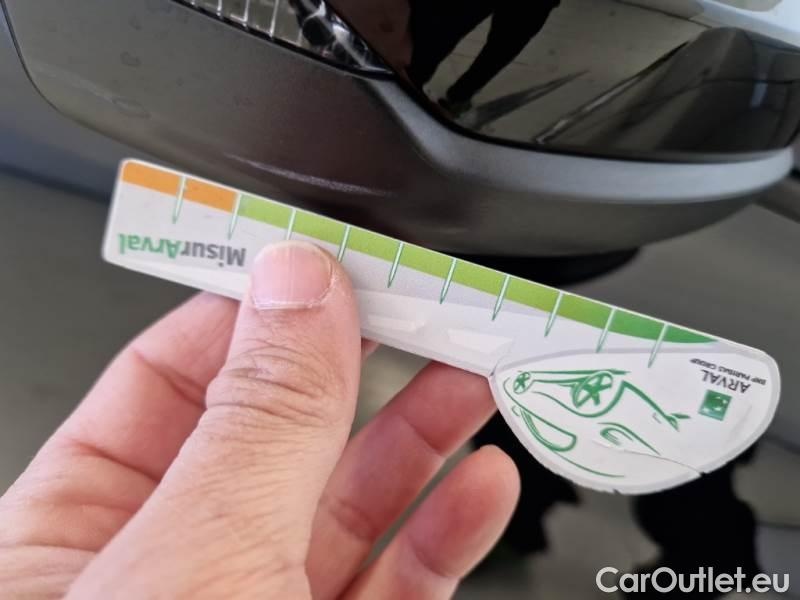 MisurArval
ARVAL
BNP PARIBAS GROUP
CarOutlet.eu